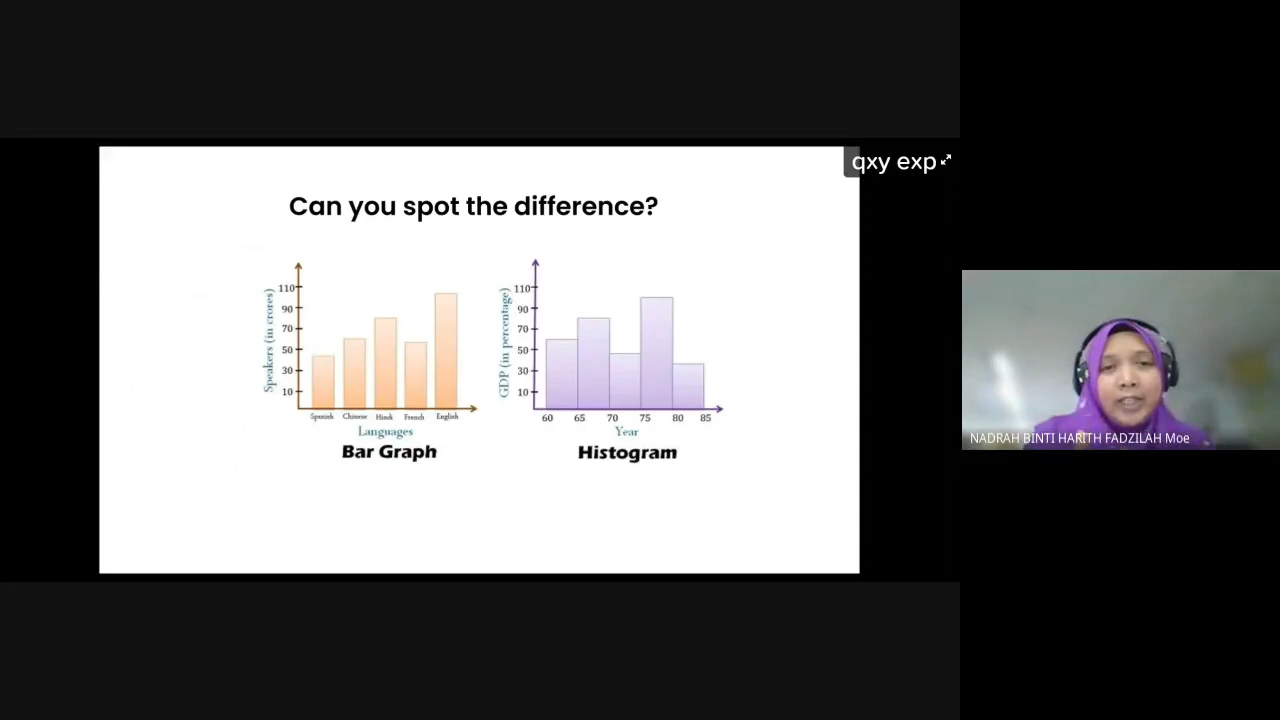 qxy exp
Can you spot the difference?
Speakers (in crores)
110
90
70
50
30
10
Spanish Chinese Hindi French English
Languages
Bar Graph
GDP (in percentage)
110
90
70
50
30
10
60 65 70 75 80 85
Year
Histogram
NADRAH BINTI HARITH FADZILAH Moe